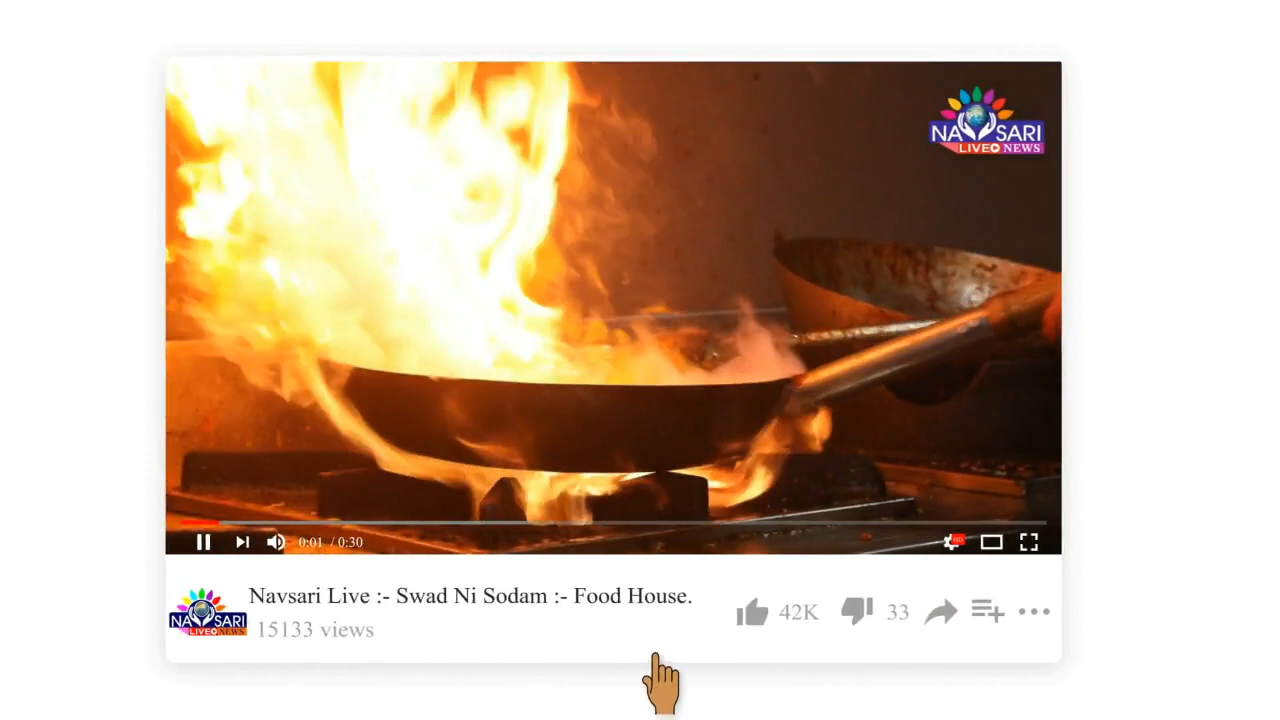 NAVSARI
LIVE NEWS
0:01 / 0:30
HD
Navsari Live :- Swad Ni Sodam :- Food House.
15133 views
42K
33
NAVSARI
LIVE NEWS